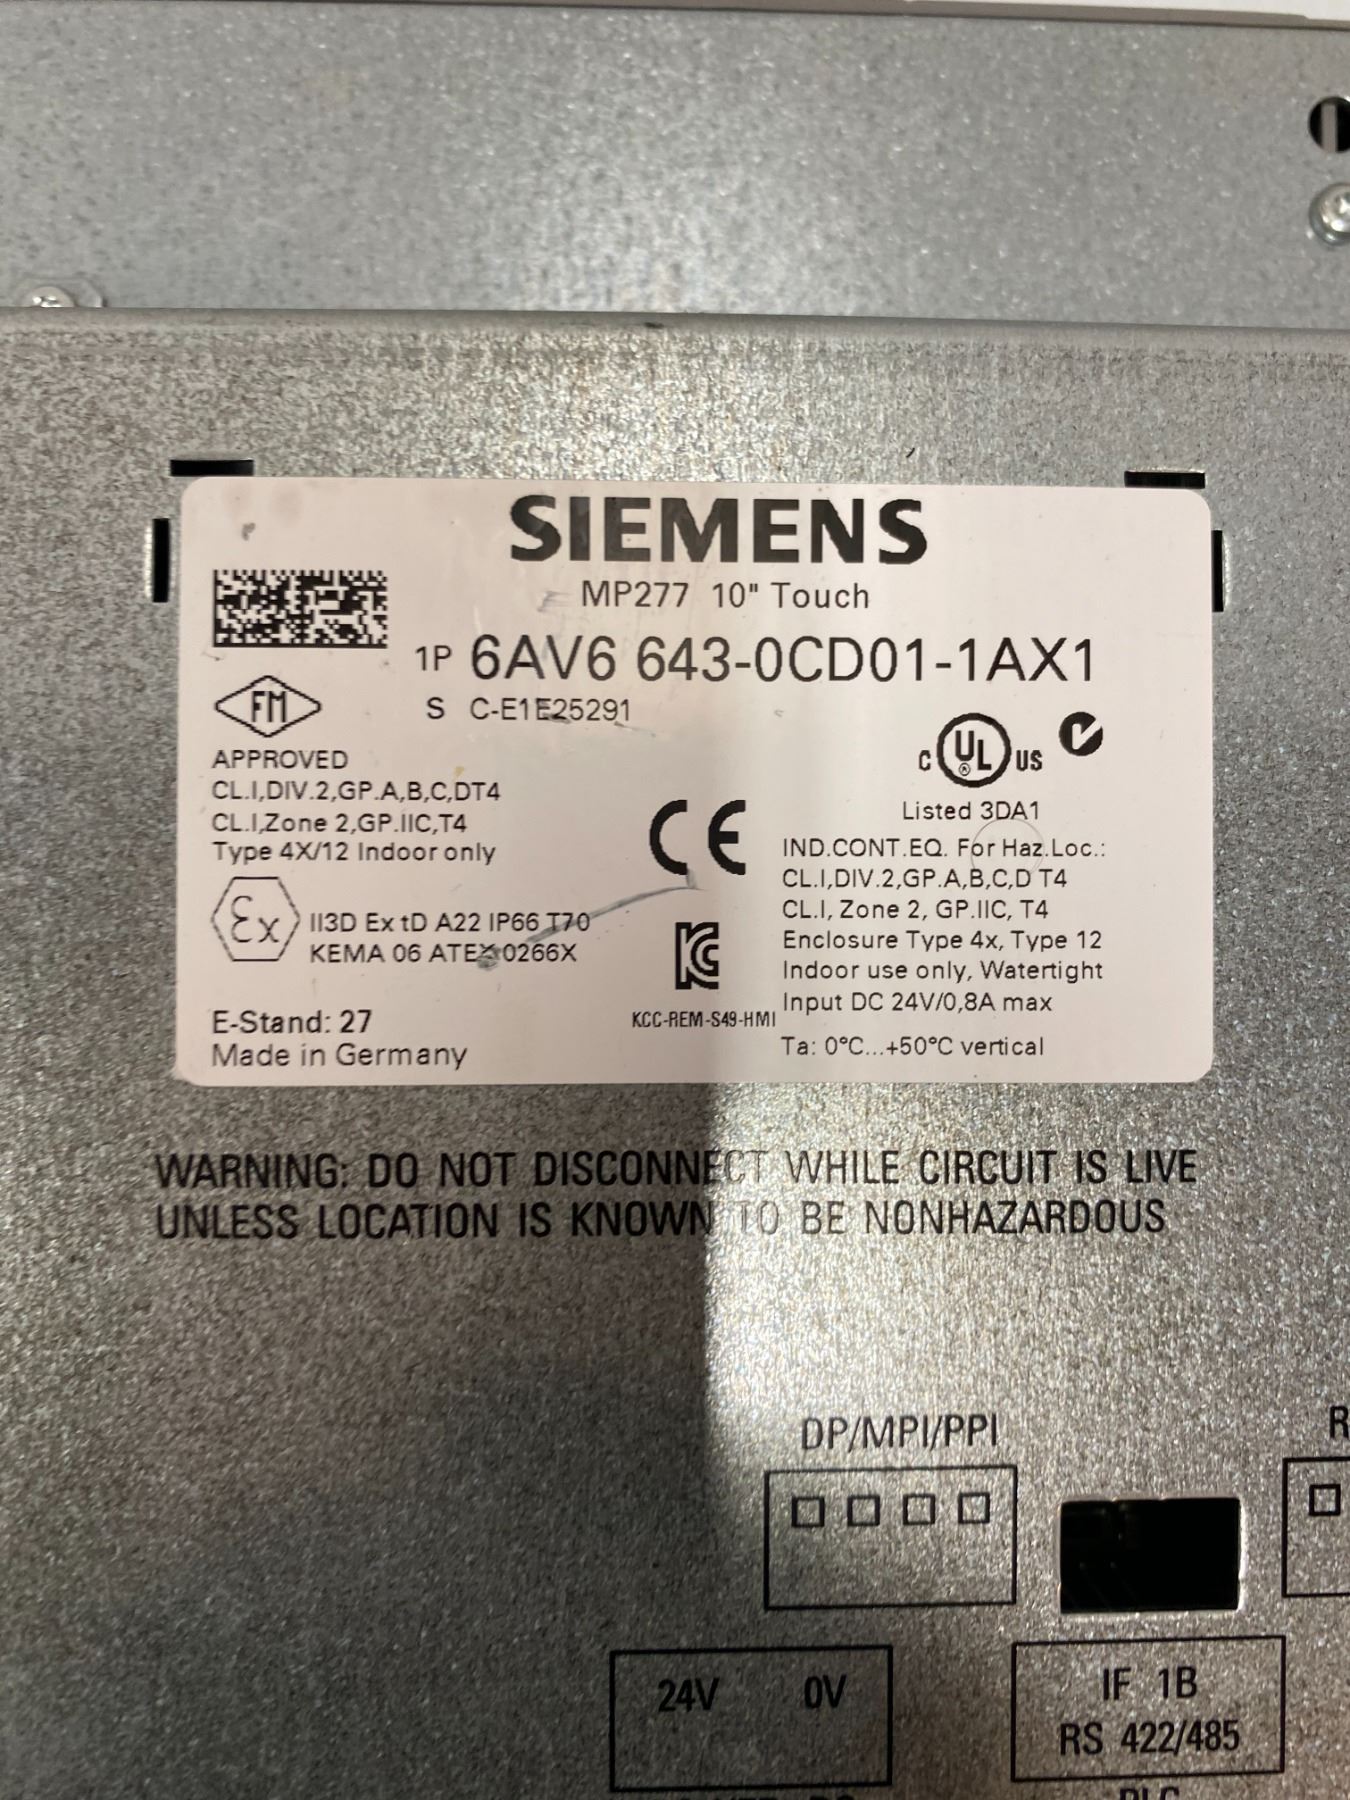 SIEMENS
MP277 10" Touch
1P 6AV6 643-0CD01-1AX1
S C-E1E25291
FM
APPROVED
CL.I,DIV.2,GP.A,B,C,DT4
CL.I,Zone 2,GP.IIC,T4
Type 4X/12 Indoor only
Ex
II3D Ex tD A22 IP66 T70
KEMA 06 ATEX 0266X
E-Stand: 27
Made in Germany
CE
KCC-REM-S49-HMI
C UL ® US
Listed 3DA1
IND.CONT.EQ. For Haz.Loc.:
CL.I,DIV.2,GP.A,B,C,D T4
CL.I, Zone 2, GP.IIC, T4
Enclosure Type 4x, Type 12
Indoor use only, Watertight
Input DC 24V/0,8A max
Ta: 0°C...+50°C vertical
WARNING: DO NOT DISCONNECT WHILE CIRCUIT IS LIVE
UNLESS LOCATION IS KNOWN TO BE NONHAZARDOUS
DP/MPI/PPI
24V 0V
IF 1B
RS 422/485